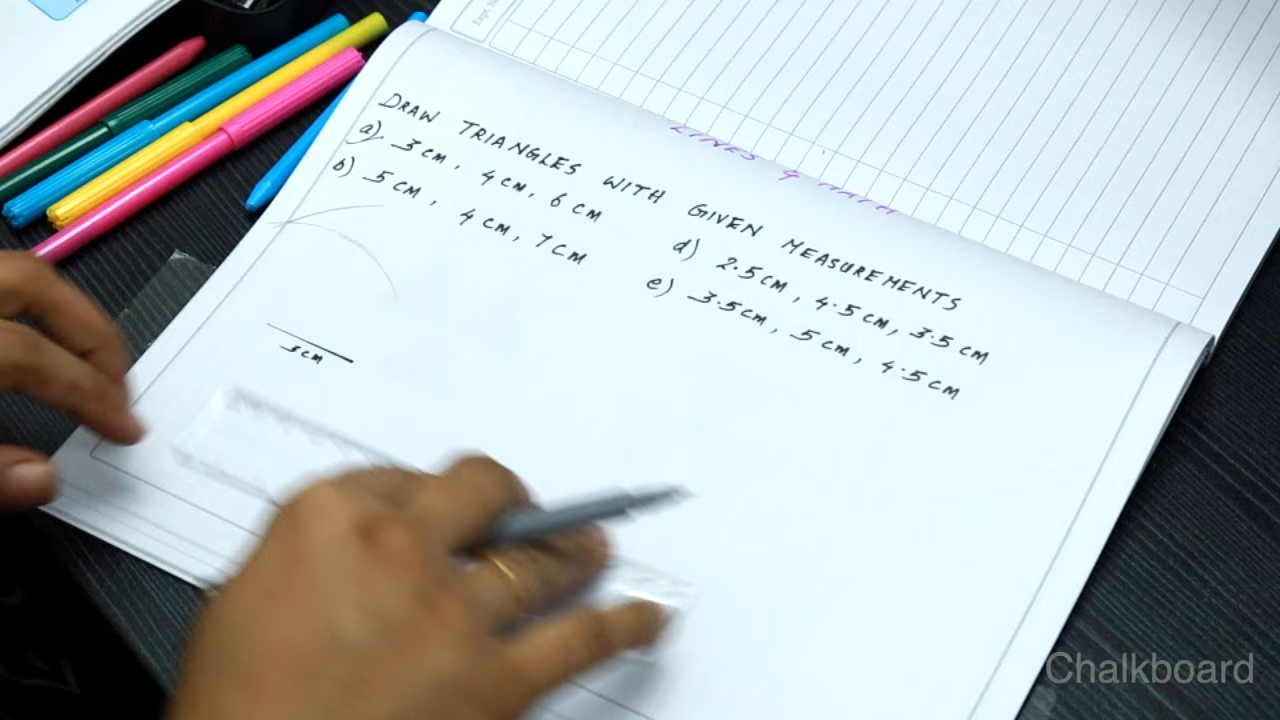 DRAW TRIANGLES WITH GIVEN MEASUREMENTS
a) 3 cm, 4 cm, 6 cm
b) 5 cm, 4 cm, 7 cm
d) 2.5 cm, 4.5 cm, 3.5 cm
e) 3.5 cm, 5 cm, 4.5 cm
3 cm
Chalkboard